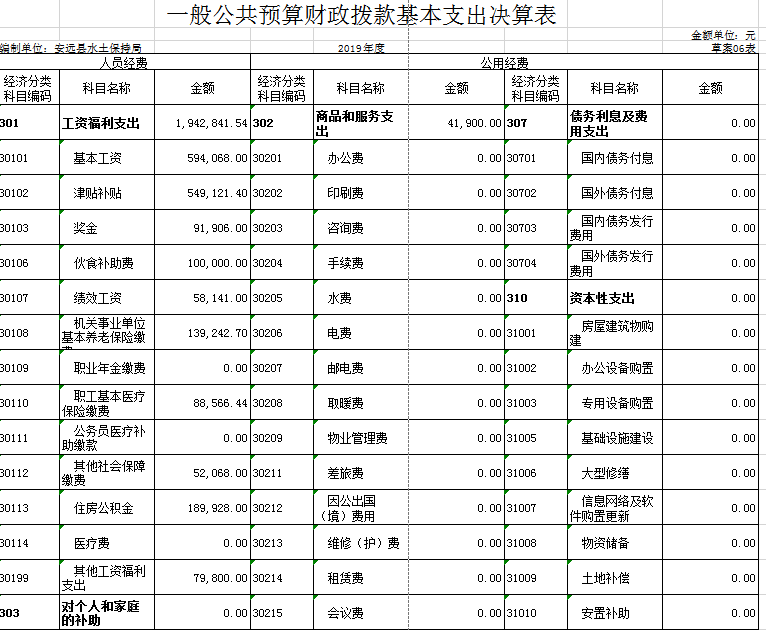 一般公共预算财政拨款基本支出决算表
金额单位：元
编制单位：安远县水土保持局 2019年度 草案06表
人员经费 公用经费
经济分类科目编码 科目名称 金额 经济分类科目编码 科目名称 金额 经济分类科目编码 科目名称 金额
301 工资福利支出 1,942,841.54 302 商品和服务支出 41,900.00 307 债务利息及费用支出 0.00
30101 基本工资 594,068.00 30201 办公费 0.00 30701 国内债务付息 0.00
30102 津贴补贴 549,121.40 30202 印刷费 0.00 30702 国外债务付息 0.00
30103 奖金 91,906.00 30203 咨询费 0.00 30703 国内债务发行费用 0.00
30106 伙食补助费 100,000.00 30204 手续费 0.00 30704 国外债务发行费用 0.00
30107 绩效工资 58,141.00 30205 水费 0.00 310 资本性支出 0.00
30108 机关事业单位基本养老保险缴 139,242.70 30206 电费 0.00 31001 房屋建筑物购建 0.00
30109 职业年金缴费 0.00 30207 邮电费 0.00 31002 办公设备购置 0.00
30110 职工基本医疗保险缴费 88,566.44 30208 取暖费 0.00 31003 专用设备购置 0.00
30111 公务员医疗补助缴款 0.00 30209 物业管理费 0.00 31005 基础设施建设 0.00
30112 其他社会保障缴费 52,068.00 30211 差旅费 0.00 31006 大型修缮 0.00
30113 住房公积金 189,928.00 30212 因公出国（境）费用 0.00 31007 信息网络及软件购置更新 0.00
30114 医疗费 0.00 30213 维修（护）费 0.00 31008 物资储备 0.00
30199 其他工资福利支出 79,800.00 30214 租赁费 0.00 31009 土地补偿 0.00
303 对个人和家庭的补助 0.00 30215 会议费 0.00 31010 安置补助 0.00